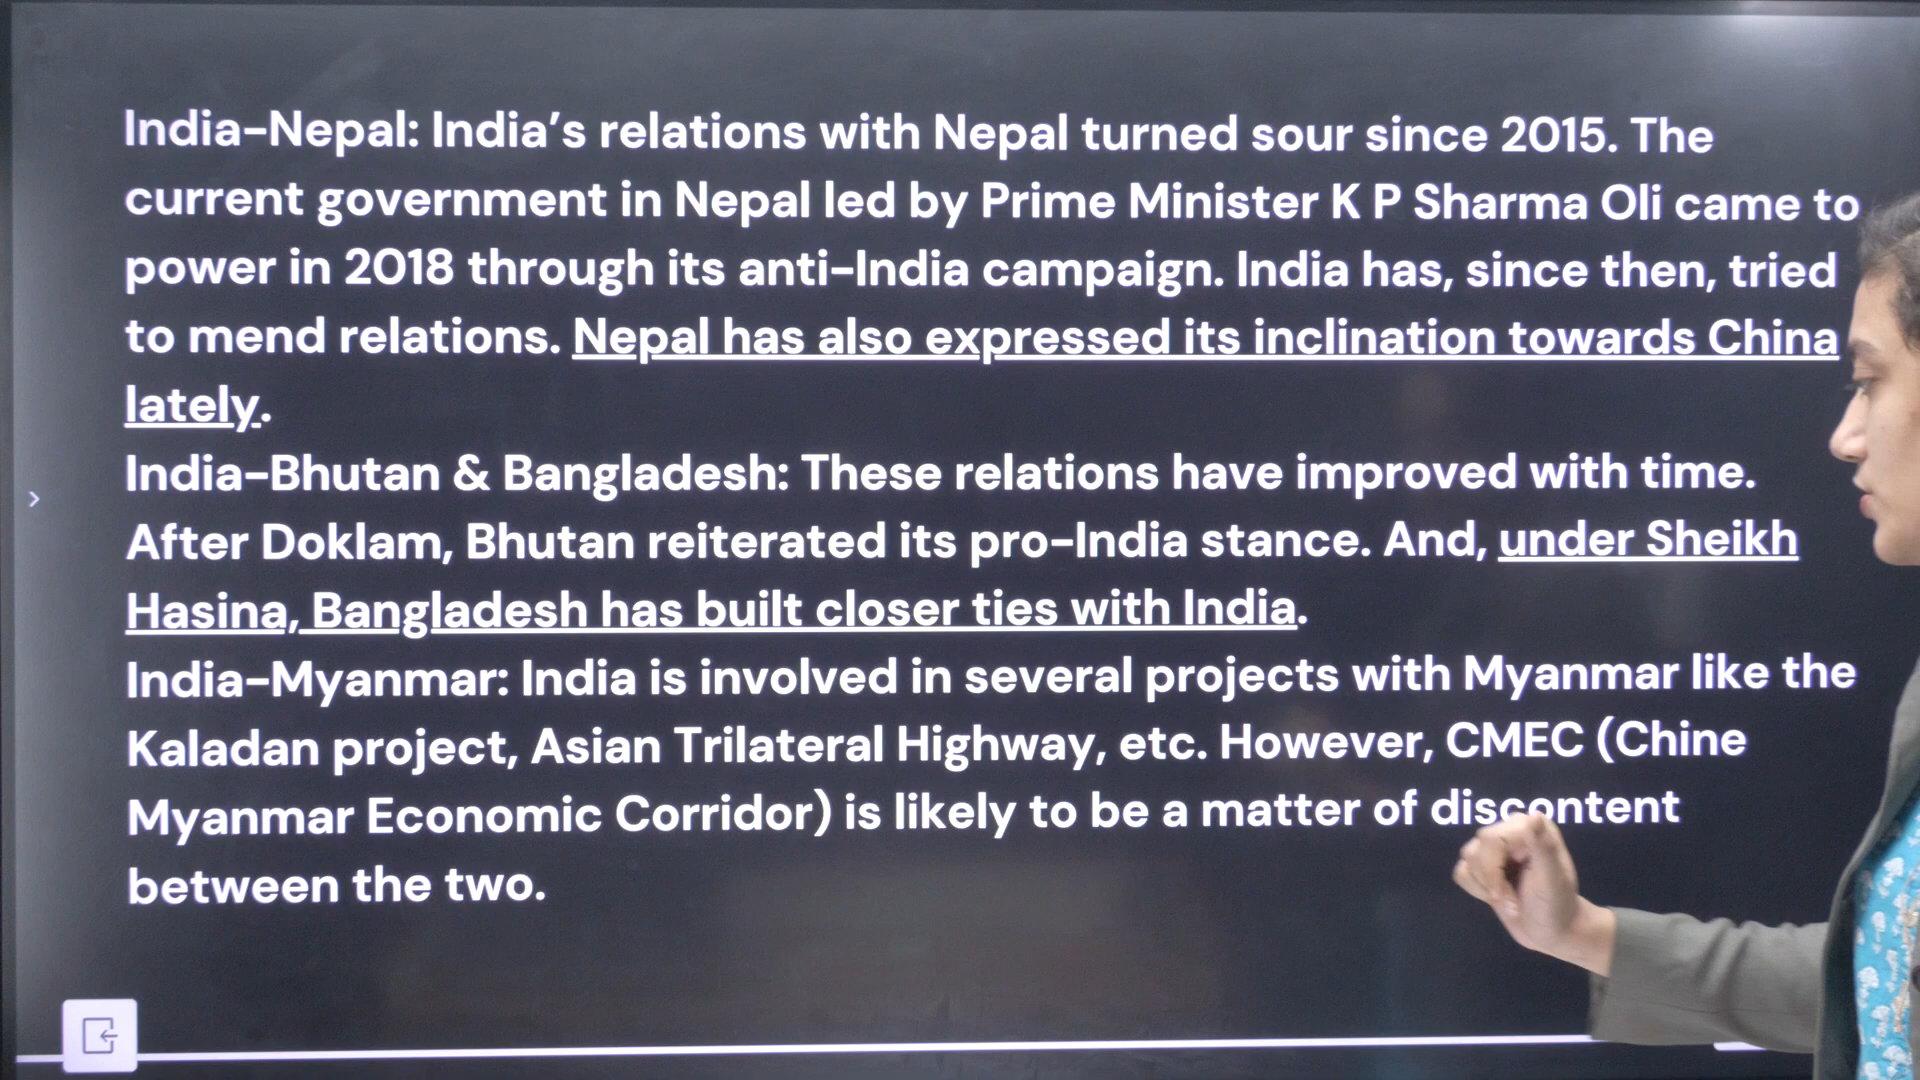 India-Nepal: India's relations with Nepal turned sour since 2015. The
current government in Nepal led by Prime Minister K P Sharma Oli came to
power in 2018 through its anti-India campaign. India has, since then, tried
to mend relations. Nepal has also expressed its inclination towards China
lately.
India-Bhutan & Bangladesh: These relations have improved with time.
After Doklam, Bhutan reiterated its pro-India stance. And, under Sheikh
Hasina, Bangladesh has built closer ties with India.
India-Myanmar: India is involved in several projects with Myanmar like the
Kaladan project, Asian Trilateral Highway, etc. However, CMEC (Chine
Myanmar Economic Corridor) is likely to be a matter of discontent
between the two.